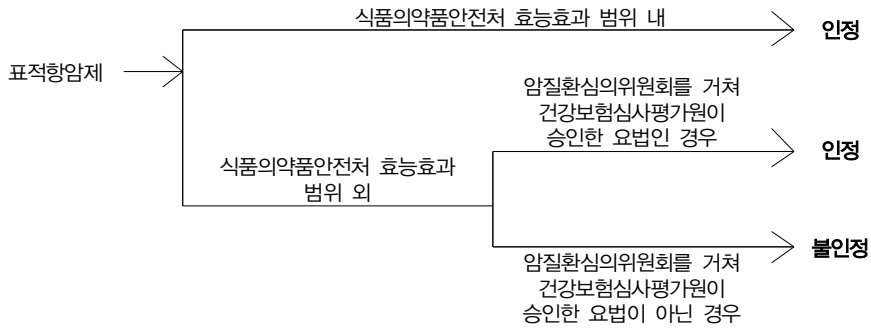 식품의약품안전처 효능효과 범위 내
인정
표적항암제
암질환심의위원회를 거쳐
건강보험심사평가원이
승인한 요법인 경우
인정
식품의약품안전처 효능효과
범위 외
불인정
암질환심의위원회를 거쳐
건강보험심사평가원이
승인한 요법이 아닌 경우